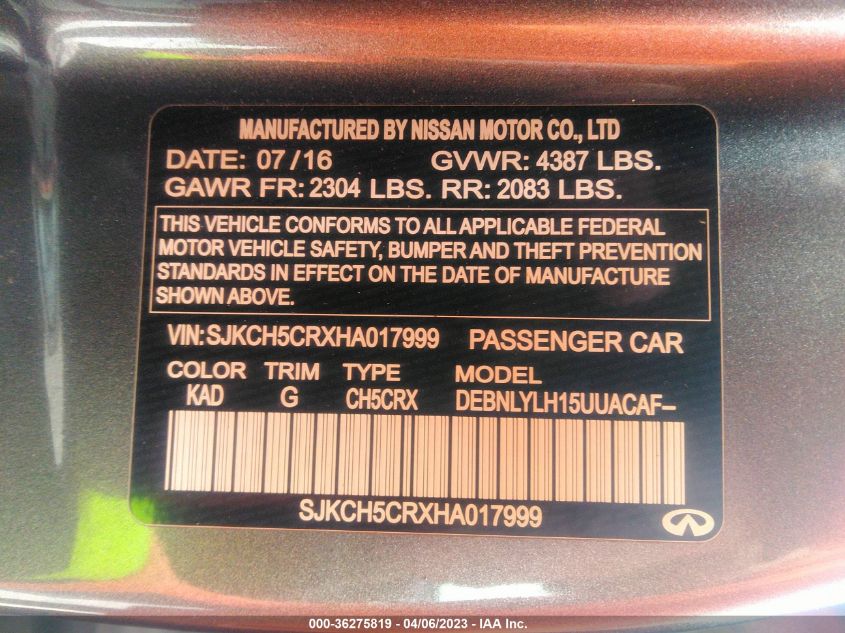 MANUFACTURED BY NISSAN MOTOR CO., LTD
DATE: 07/16 GVWR: 4387 LBS.
GAWR FR: 2304 LBS. RR: 2083 LBS.
THIS VEHICLE CONFORMS TO ALL APPLICABLE FEDERAL
MOTOR VEHICLE SAFETY, BUMPER AND THEFT PREVENTION
STANDARDS IN EFFECT ON THE DATE OF MANUFACTURE
SHOWN ABOVE.
VIN:SJKCH5CRXHA017999 PASSENGER CAR
COLOR TRIM TYPE MODEL
KAD G CH5CRX DEBNLYLH15UUACAF–
SJKCH5CRXHA017999
000-36275819 - 04/06/2023 - IAA Inc.